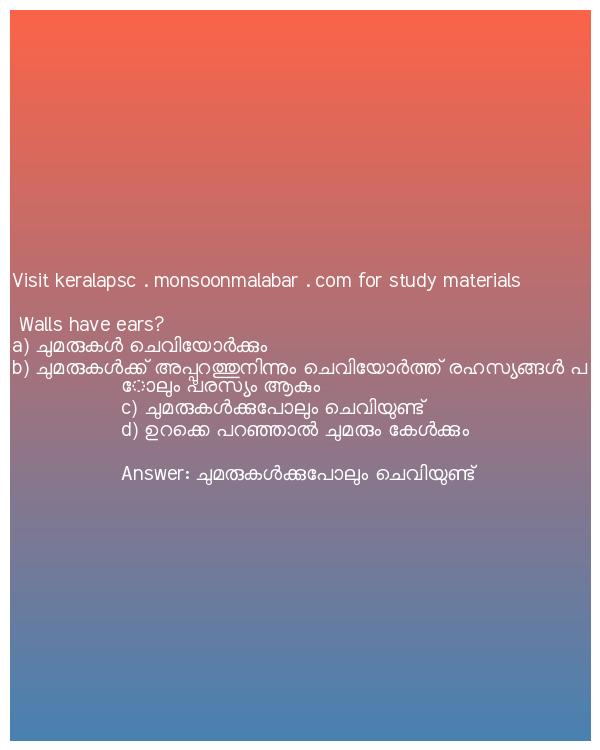 Visit keralapsc . monsoonmalabar . com for study materials
Walls have ears?
a) ചുമരുകൾ ചെവിയോർക്കും
b) ചുമരുകൾക്ക് അപ്പുറത്തുനിന്നും ചെവിയോർത്ത് രഹസ്യങ്ങൾ പ
ോലും പരസ്യം ആകും
c) ചുമരുകൾക്കുപോലും ചെവിയുണ്ട്
d) ഉറക്കെ പറഞ്ഞാൽ ചുമരും കേൾക്കും
Answer: ചുമരുകൾക്കുപോലും ചെവിയുണ്ട്